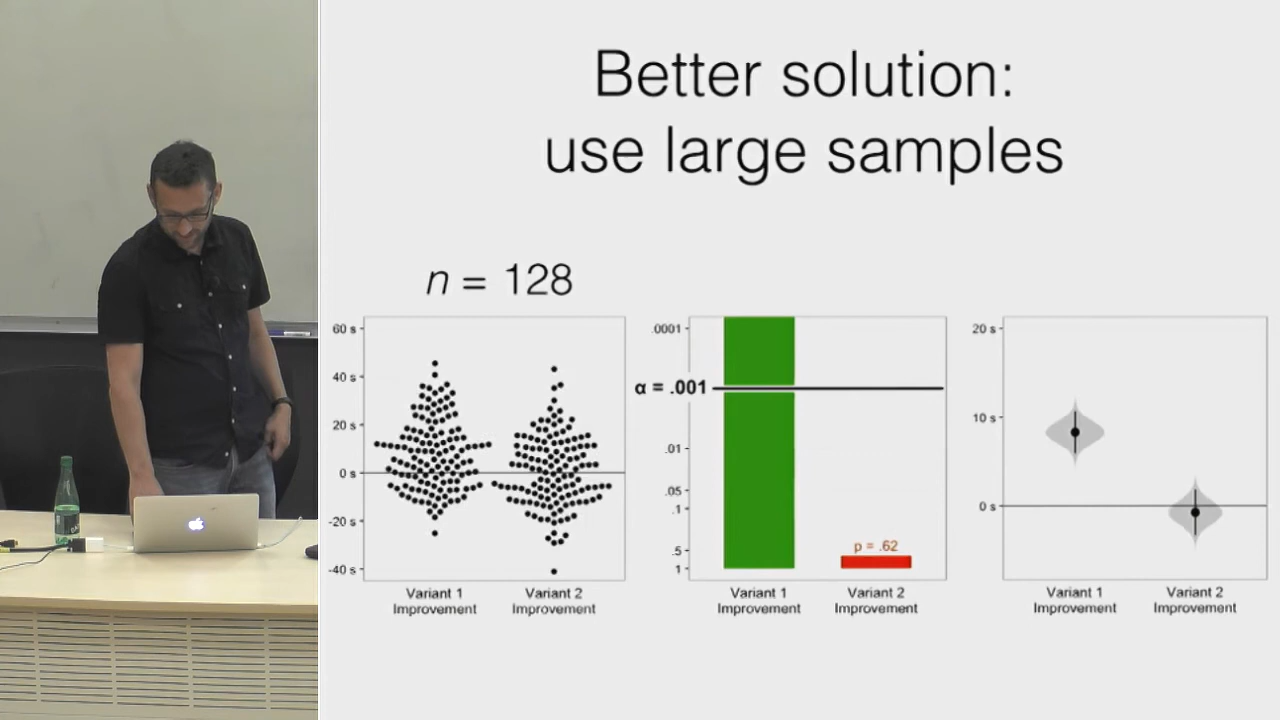 Better solution:
use large samples
n = 128
60 s
40 s
20 s
0 s
-20 s
-40 s
Variant 1
Improvement
Variant 2
Improvement
.0001
α = .001
.01
.05
.1
.5
1
p = .62
Variant 1
Improvement
Variant 2
Improvement
20 s
10 s
0 s
Variant 1
Improvement
Variant 2
Improvement